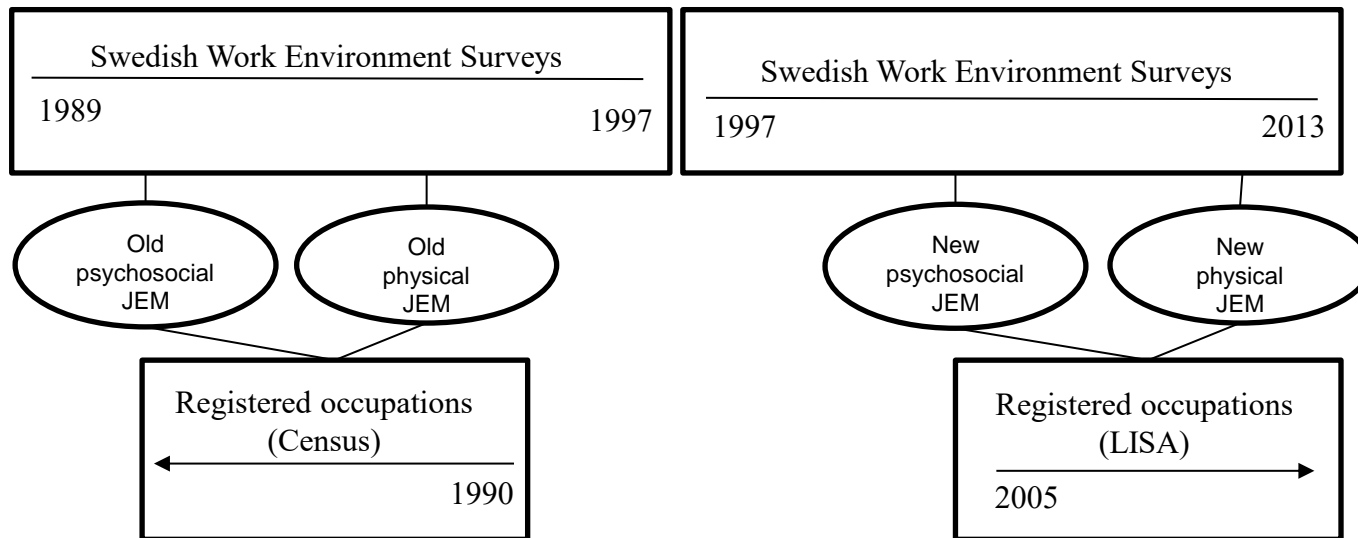 Swedish Work Environment Surveys
1989
1997
Swedish Work Environment Surveys
1997
2013
Old
psychosocial
JEM
Old
physical
JEM
New
psychosocial
JEM
New
physical
JEM
Registered occupations
(Census)
1990
Registered occupations
(LISA)
2005